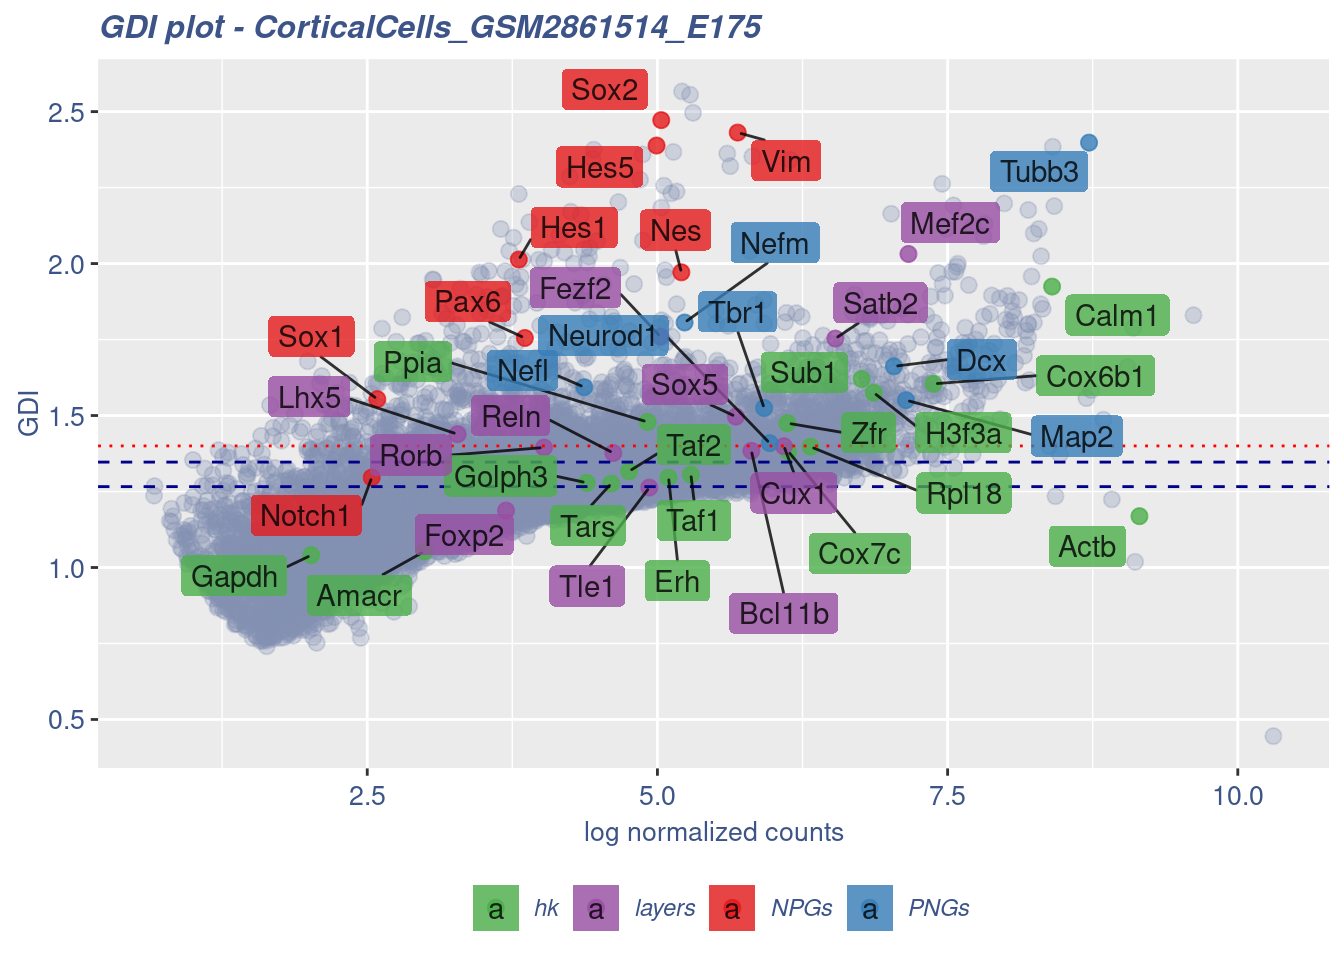 GDI plot - CorticalCells_GSM2861514_E175
2.5
2.0
1.5
1.0
0.5
GDI
Sox2
Vim
Hes5
Tubb3
Mef2c
Hes1
Nes
Nefm
Fezf2
Pax6
Satb2
Tbr1
Calm1
Sox1
Neurod1
Ppia
Nefl
Dcx
Sub1
Cox6b1
Sox5
Lhx5
Reln
Zfr
H3f3a
Map2
Taf2
Rorb
Golph3
Cux1
Rpl18
Notch1
Tars
Taf1
Foxp2
Actb
Cox7c
Gapdh
Erh
Tle1
Amacr
Bcl11b
2.5 5.0 7.5 10.0
log normalized counts
a hk a layers a NPGs a PNGs